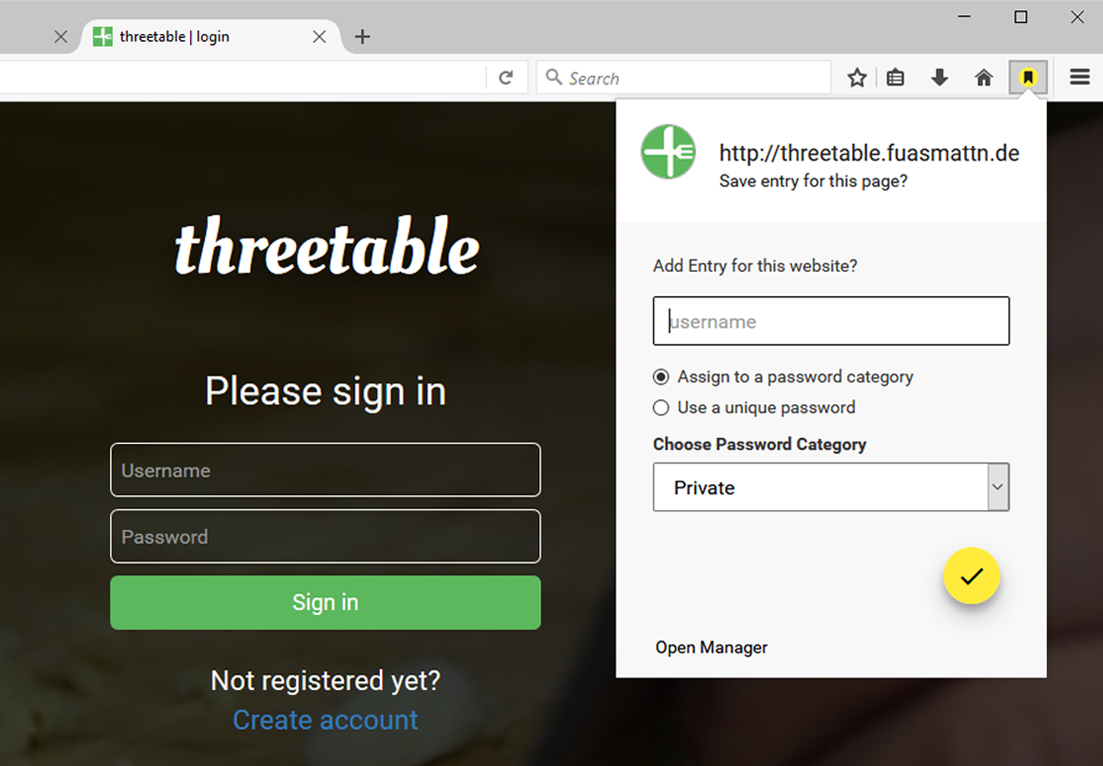 threetable | login
Search
threetable
Please sign in
Username
Password
Sign in
Not registered yet?
Create account
http://threetable.fuasmattn.de
Save entry for this page?
Add Entry for this website?
username
Assign to a password category
Use a unique password
Choose Password Category
Private
Open Manager